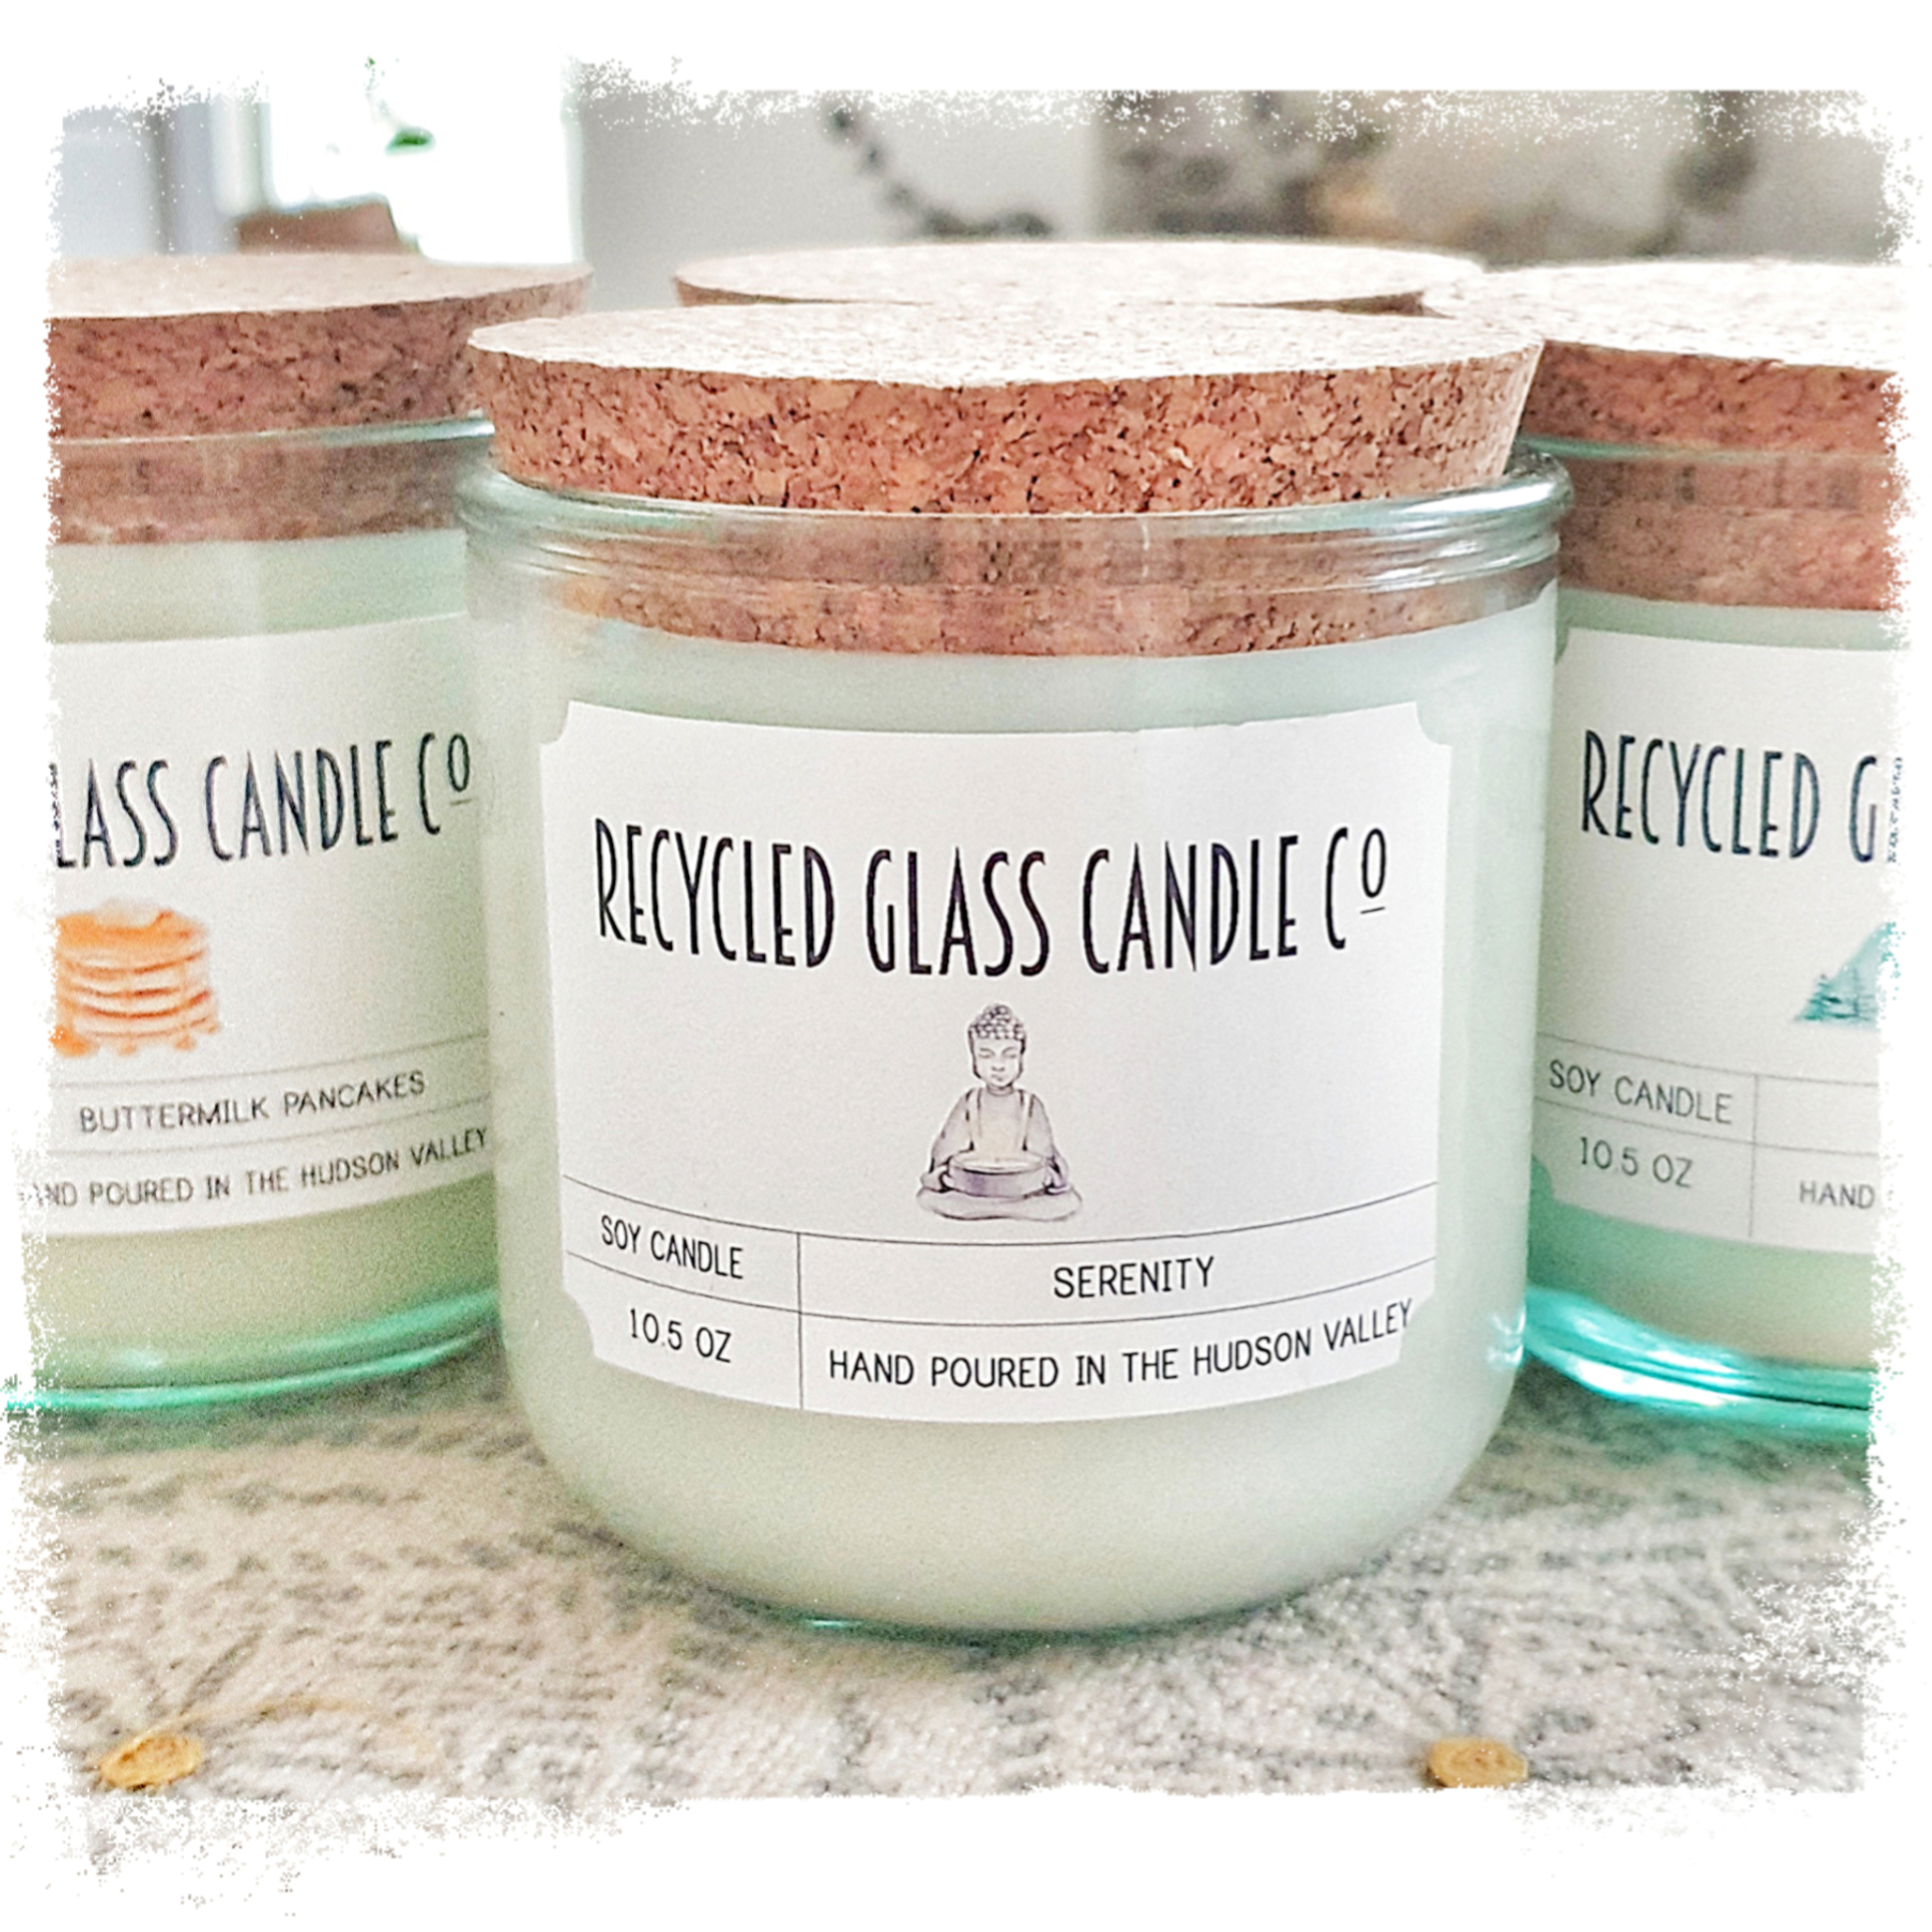 LASS CANDLE Cº
BUTTERMILK PANCAKES
AND POURED IN THE HUDSON VALLEY
RECYCLED GLASS CANDLE Cº
SOY CANDLE
SERENITY
10.5 OZ
HAND POURED IN THE HUDSON VALLEY
RECYCLED G
SOY CANDLE
10.5 OZ
HAND